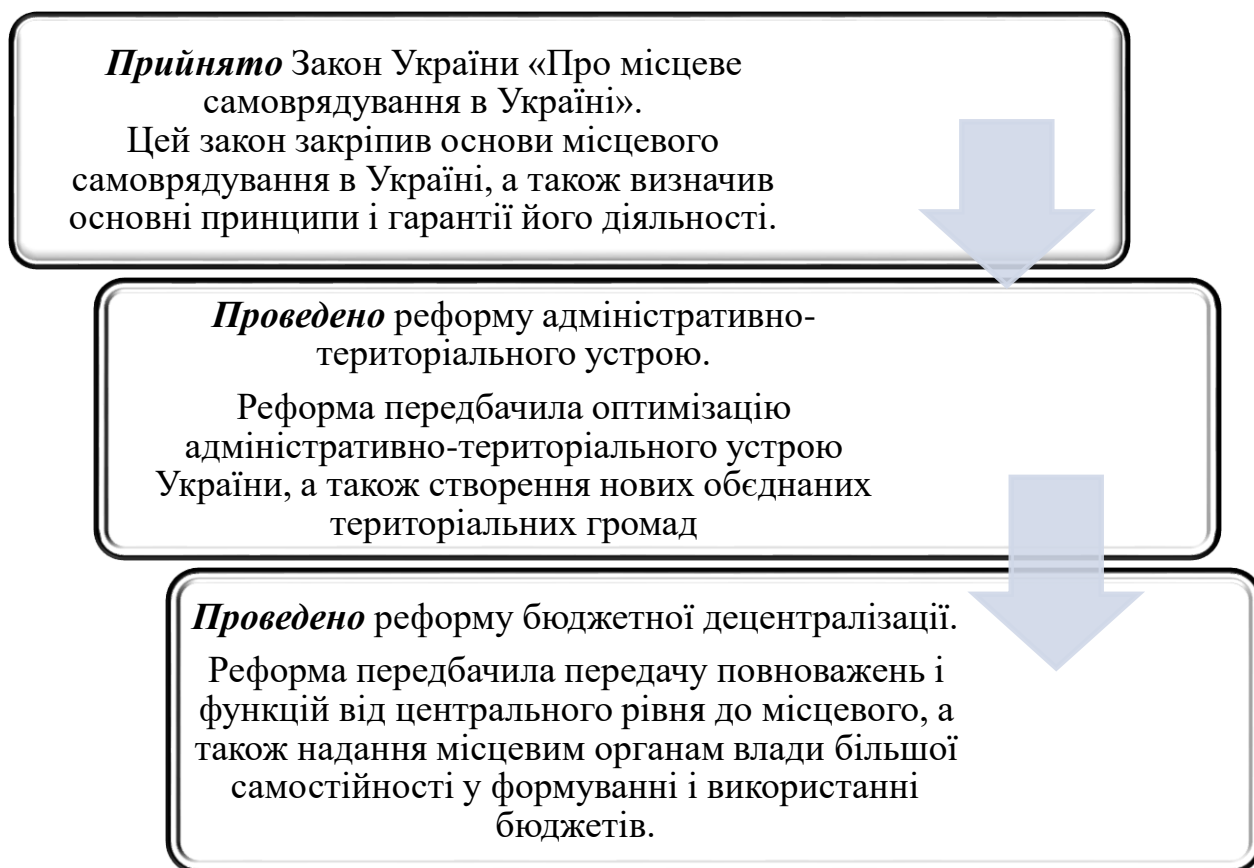 Прийнято Закон України «Про місцеве
самоврядування в Україні».
Цей закон закріпив основи місцевого
самоврядування в Україні, а також визначив
основні принципи і гарантії його діяльності.
Проведено реформу адміністративно-
територіального устрою.
Реформа передбачила оптимізацію
адміністративно-територіального устрою
України, а також створення нових обєднаних
територіальних громад
Проведено реформу бюджетної децентралізації.
Реформа передбачила передачу повноважень і
функцій від центрального рівня до місцевого, а
також надання місцевим органам влади більшої
самостійності у формуванні і використанні
бюджетів.